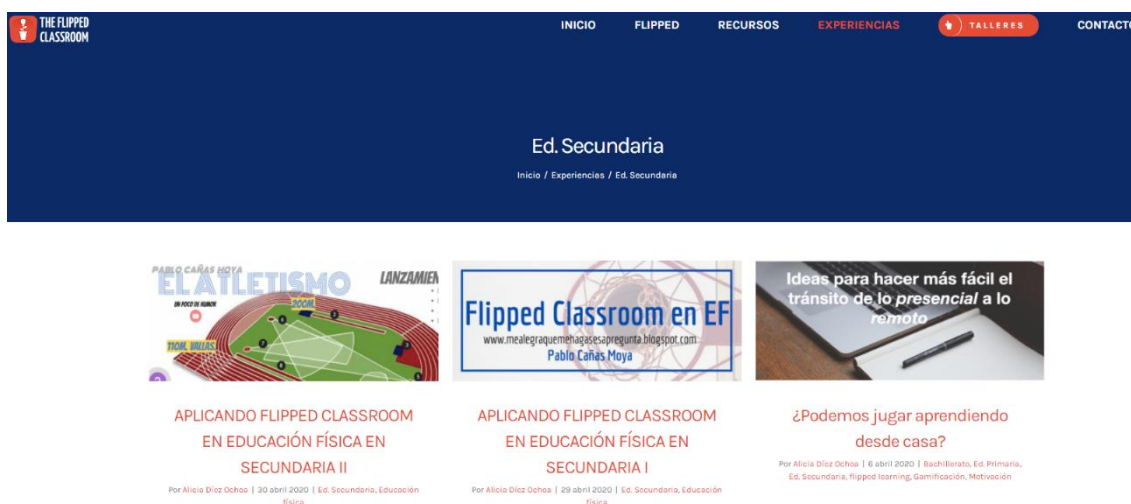 THE FLIPPED
CLASSROOM
INICIO
FLIPPED
RECURSOS
EXPERIENCIAS
TALLERES
CONTACTO
Ed. Secundaria
Inicio / Experiencias / Ed. Secundaria
PABLO CAÑAS HOYA
EL ATLETISMO
LANZAMIEN
UN POCO DE HUMOR
200M.
110M. VALLAS
Flipped Classroom en EF
www.mealegraquemehagasesapregunta.blogspot.com
Pablo Cañas Moya
Ideas para hacer más fácil el
tránsito de lo presencial a lo
remoto
APLICANDO FLIPPED CLASSROOM
EN EDUCACIÓN FÍSICA EN
SECUNDARIA II
Por Alicia Díez Ochoa | 30 abril 2020 | Ed. Secundaria, Educación
física
APLICANDO FLIPPED CLASSROOM
EN EDUCACIÓN FÍSICA EN
SECUNDARIA I
Por Alicia Díez Ochoa | 29 abril 2020 | Ed. Secundaria, Educación
física
¿Podemos jugar aprendiendo
desde casa?
Por Alicia Díez Ochoa | 6 abril 2020 | Bachillerato, Ed. Primaria,
Ed. Secundaria, flipped learning, Gamificación, Motivación